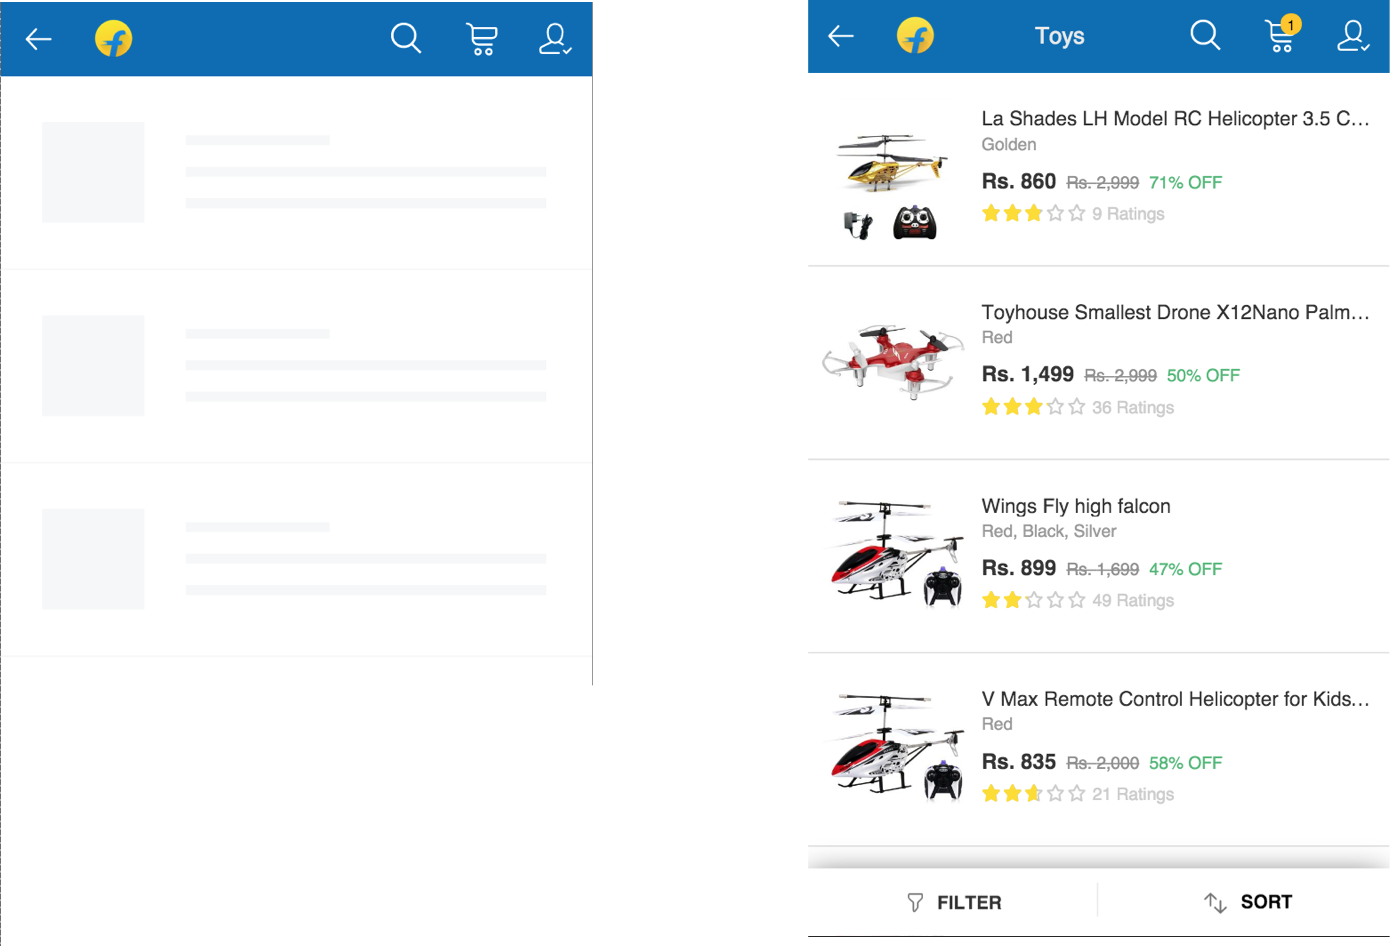 Toys
1
La Shades LH Model RC Helicopter 3.5 C...
Golden
Rs. 860 Rs. 2,999 71% OFF
9 Ratings
Toyhouse Smallest Drone X12Nano Palm...
Red
Rs. 1,499 Rs. 2,999 50% OFF
36 Ratings
Wings Fly high falcon
Red, Black, Silver
Rs. 899 Rs. 1,699 47% OFF
49 Ratings
V Max Remote Control Helicopter for Kids...
Red
Rs. 835 Rs. 2,000 58% OFF
21 Ratings
FILTER
SORT